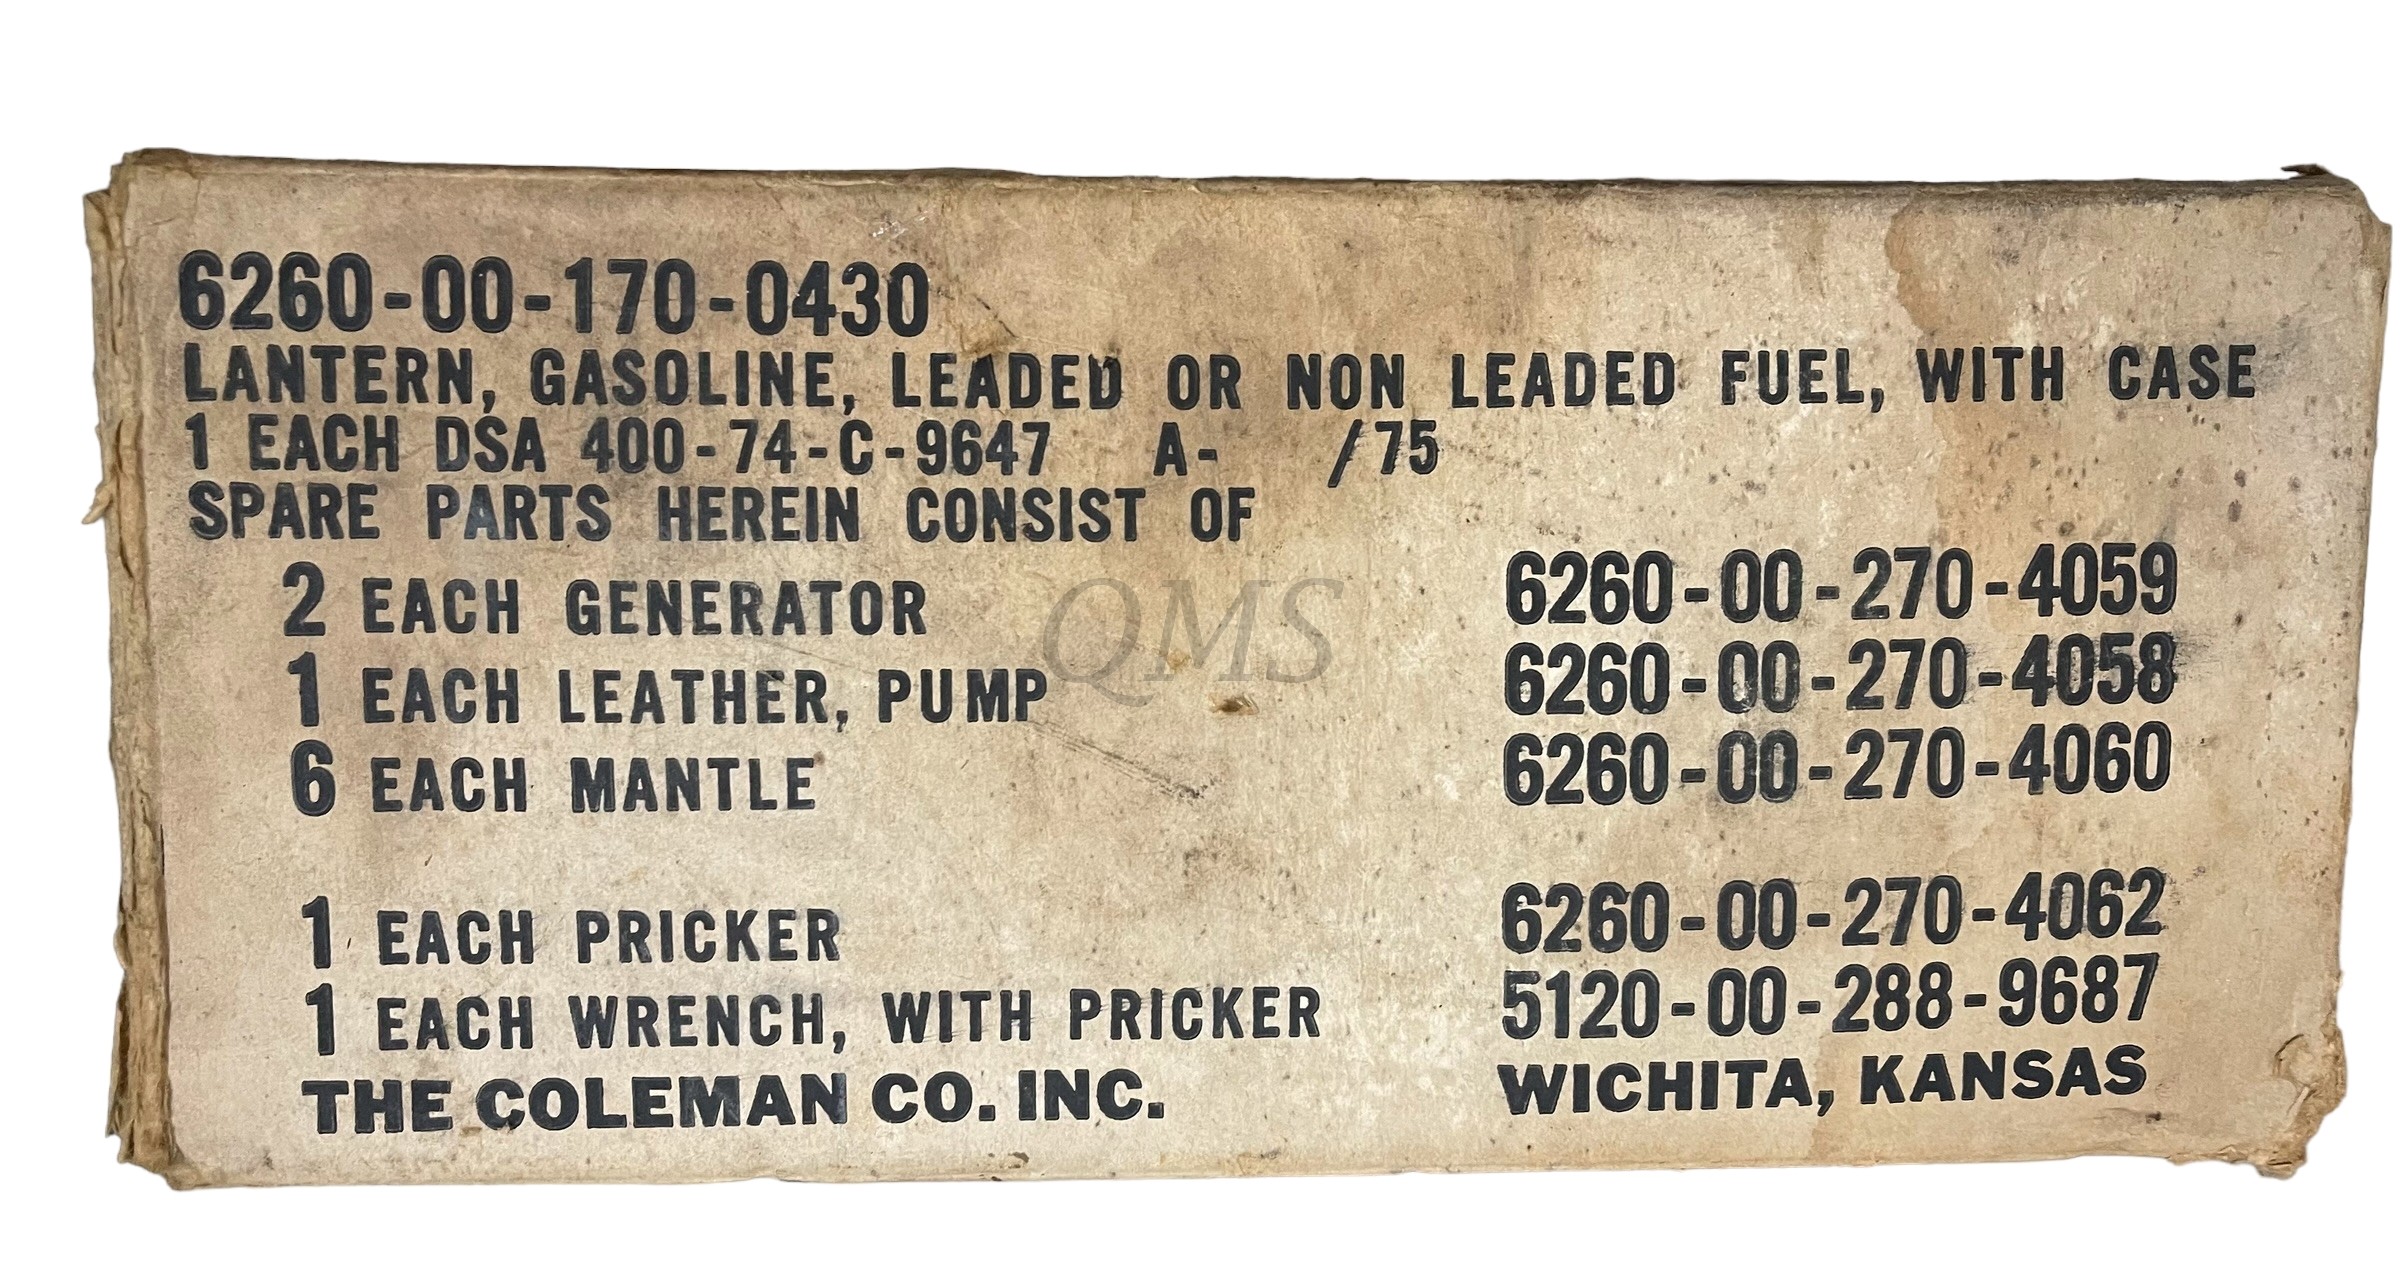 6260-00-170-0430
LANTERN, GASOLINE, LEADED OR NON LEADED FUEL, WITH CASE
1 EACH DSA 400-74-C-9647 A- /75
SPARE PARTS HEREIN CONSIST OF
2 EACH GENERATOR 6260-00-270-4059
1 EACH LEATHER, PUMP 6260-00-270-4058
6 EACH MANTLE 6260-00-270-4060
1 EACH PRICKER 6260-00-270-4062
1 EACH WRENCH, WITH PRICKER 5120-00-288-9687
THE COLEMAN CO. INC. WICHITA, KANSAS
QMS